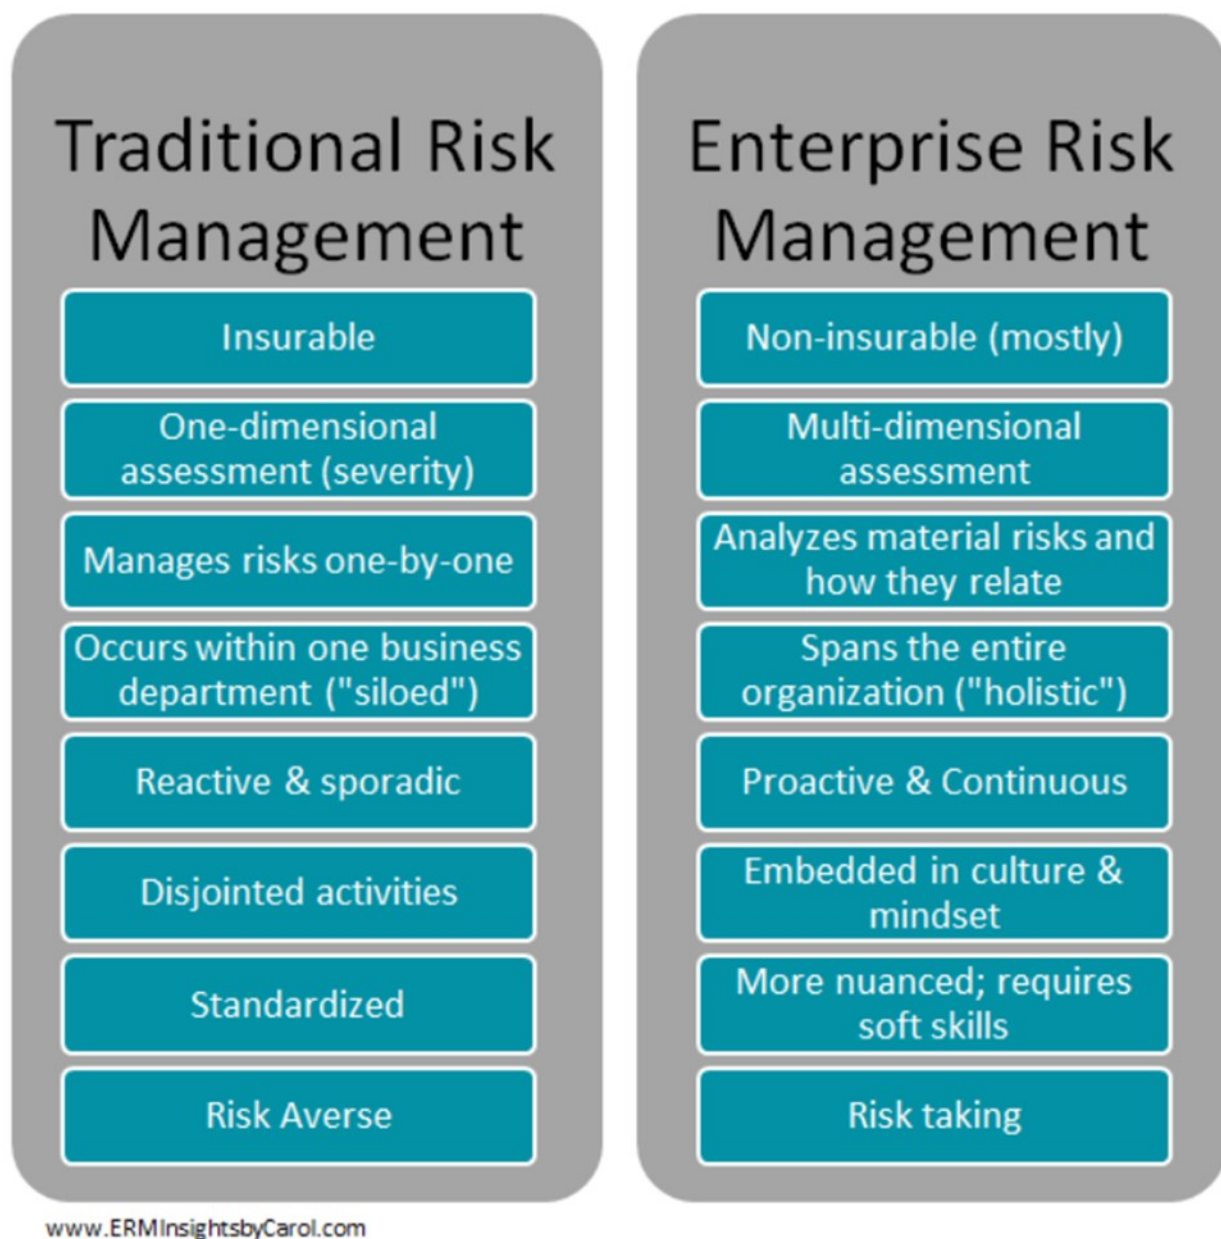 Traditional Risk
Management
Insurable
One-dimensional
assessment (severity)
Manages risks one-by-one
Occurs within one business
department ("siloed")
Reactive & sporadic
Disjointed activities
Standardized
Risk Averse
Enterprise Risk
Management
Non-insurable (mostly)
Multi-dimensional
assessment
Analyzes material risks and
how they relate
Spans the entire
organization ("holistic")
Proactive & Continuous
Embedded in culture &
mindset
More nuanced; requires
soft skills
Risk taking
www.ERMInsightsbyCarol.com